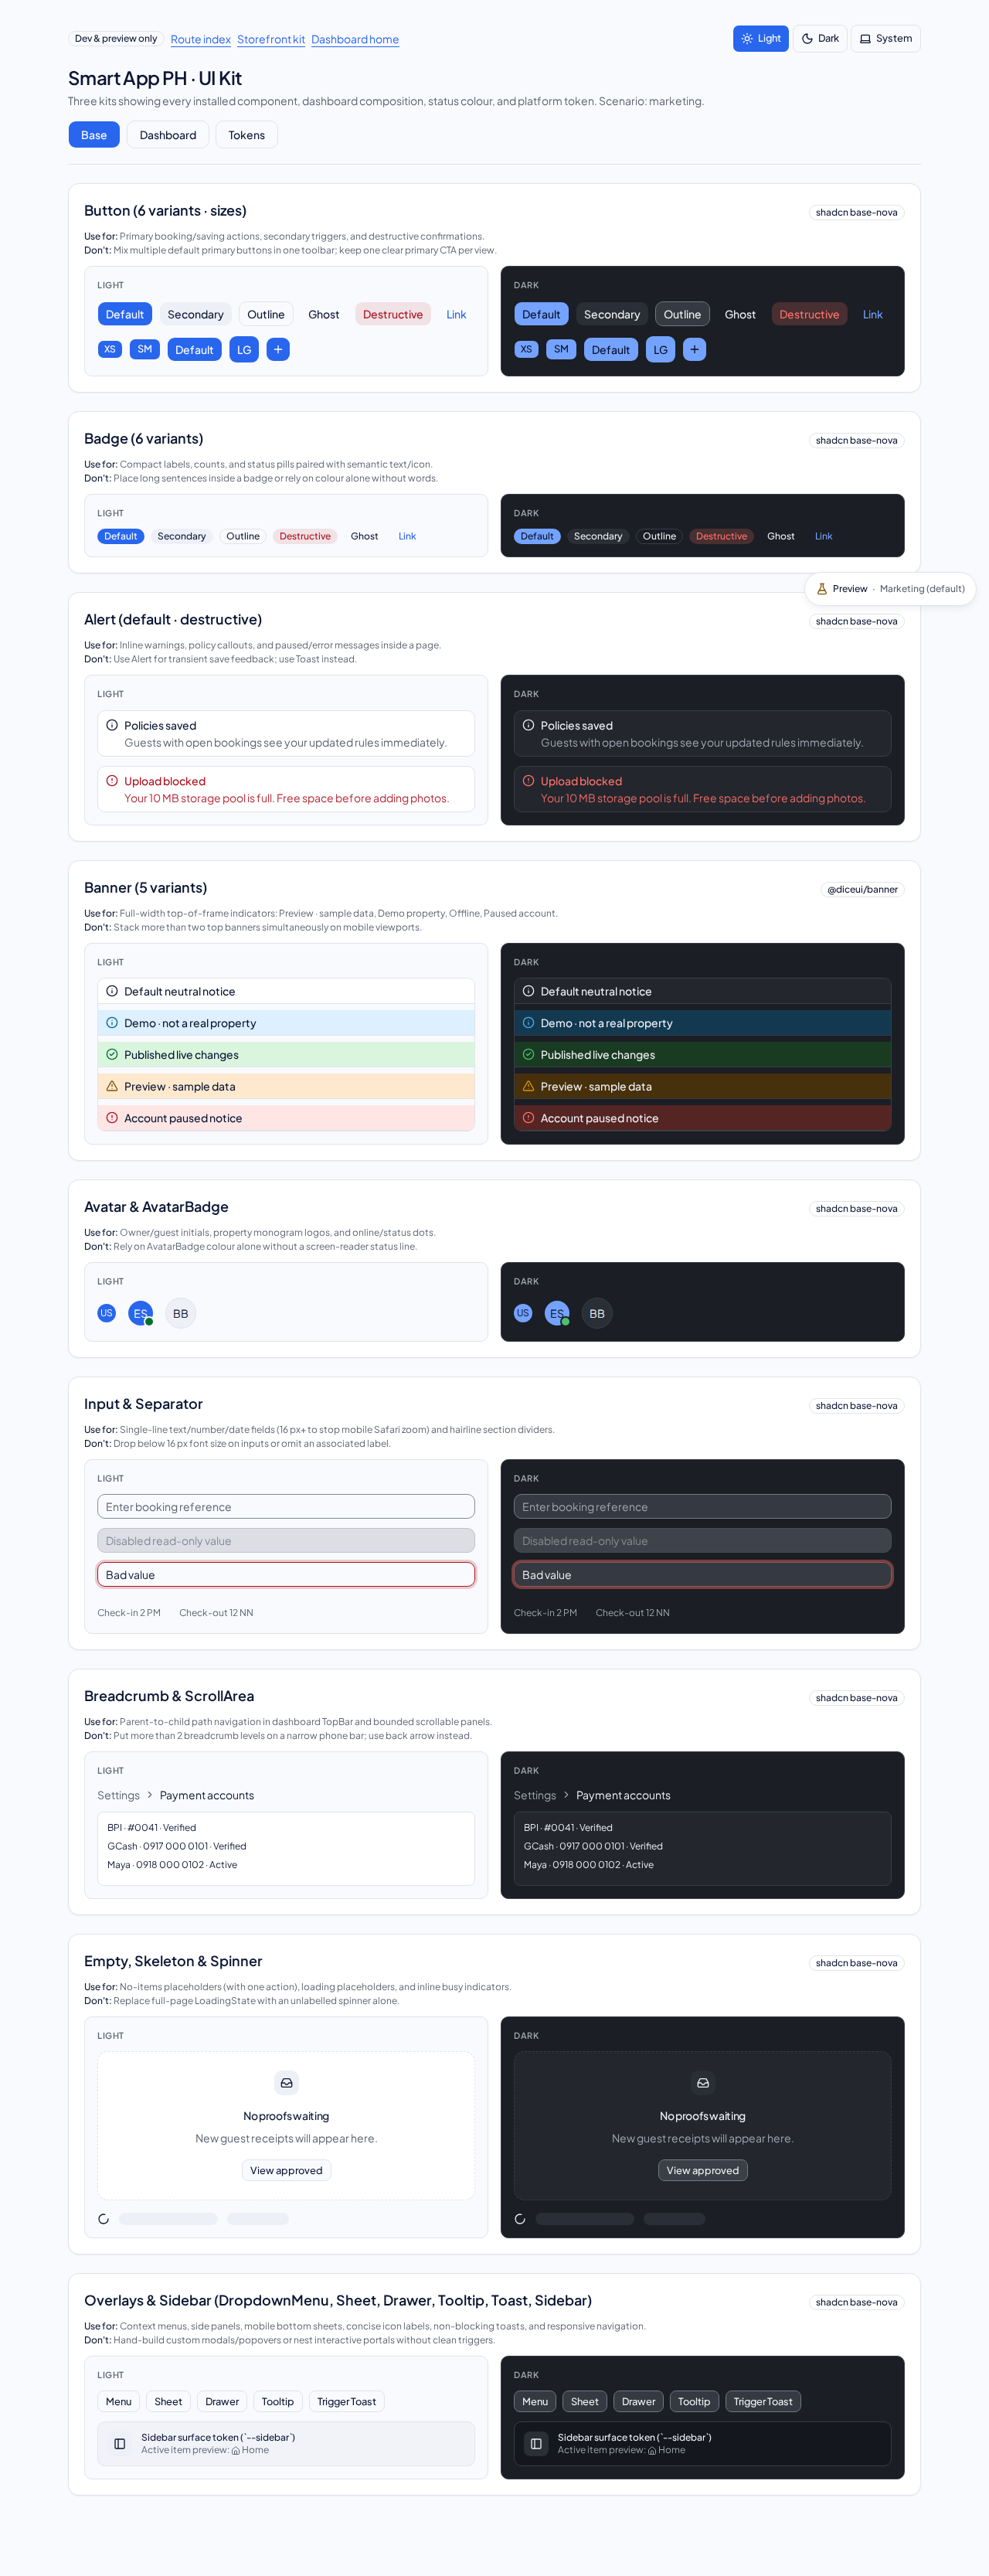 Dev & preview only Route index Storefront kit Dashboard home
Light Dark System
Smart App PH · UI Kit
Three kits showing every installed component, dashboard composition, status colour, and platform token. Scenario: marketing.
Base Dashboard Tokens
Button (6 variants · sizes)
shadcn base-nova
Use for: Primary booking/saving actions, secondary triggers, and destructive confirmations.
Don't: Mix multiple default primary buttons in one toolbar; keep one clear primary CTA per view.
LIGHT
Default Secondary Outline Ghost Destructive Link
XS SM Default LG +
DARK
Default Secondary Outline Ghost Destructive Link
XS SM Default LG +
Badge (6 variants)
shadcn base-nova
Use for: Compact labels, counts, and status pills paired with semantic text/icon.
Don't: Place long sentences inside a badge or rely on colour alone without words.
LIGHT
Default Secondary Outline Destructive Ghost Link
DARK
Default Secondary Outline Destructive Ghost Link
Preview · Marketing (default)
Alert (default · destructive)
shadcn base-nova
Use for: Inline warnings, policy callouts, and paused/error messages inside a page.
Don't: Use Alert for transient save feedback; use Toast instead.
LIGHT
Policies saved
Guests with open bookings see your updated rules immediately.
Upload blocked
Your 10 MB storage pool is full. Free space before adding photos.
DARK
Policies saved
Guests with open bookings see your updated rules immediately.
Upload blocked
Your 10 MB storage pool is full. Free space before adding photos.
Banner (5 variants)
@diceui/banner
Use for: Full-width top-of-frame indicators: Preview · sample data, Demo property, Offline, Paused account.
Don't: Stack more than two top banners simultaneously on mobile viewports.
LIGHT
Default neutral notice
Demo · not a real property
Published live changes
Preview · sample data
Account paused notice
DARK
Default neutral notice
Demo · not a real property
Published live changes
Preview · sample data
Account paused notice
Avatar & AvatarBadge
shadcn base-nova
Use for: Owner/guest initials, property monogram logos, and online/status dots.
Don't: Rely on AvatarBadge colour alone without a screen-reader status line.
LIGHT
US ES BB
DARK
US ES BB
Input & Separator
shadcn base-nova
Use for: Single-line text/number/date fields (16 px+ to stop mobile Safari zoom) and hairline section dividers.
Don't: Drop below 16 px font size on inputs or omit an associated label.
LIGHT
Enter booking reference
Disabled read-only value
Bad value
Check-in 2 PM Check-out 12 NN
DARK
Enter booking reference
Disabled read-only value
Bad value
Check-in 2 PM Check-out 12 NN
Breadcrumb & ScrollArea
shadcn base-nova
Use for: Parent-to-child path navigation in dashboard TopBar and bounded scrollable panels.
Don't: Put more than 2 breadcrumb levels on a narrow phone bar; use back arrow instead.
LIGHT
Settings > Payment accounts
BPI · #0041 · Verified
GCash · 0917 000 0101 · Verified
Maya · 0918 000 0102 · Active
DARK
Settings > Payment accounts
BPI · #0041 · Verified
GCash · 0917 000 0101 · Verified
Maya · 0918 000 0102 · Active
Empty, Skeleton & Spinner
shadcn base-nova
Use for: No-items placeholders (with one action), loading placeholders, and inline busy indicators.
Don't: Replace full-page LoadingState with an unlabelled spinner alone.
LIGHT
No proofs waiting
New guest receipts will appear here.
View approved
DARK
No proofs waiting
New guest receipts will appear here.
View approved
Overlays & Sidebar (DropdownMenu, Sheet, Drawer, Tooltip, Toast, Sidebar)
shadcn base-nova
Use for: Context menus, side panels, mobile bottom sheets, concise icon labels, non-blocking toasts, and responsive navigation.
Don't: Hand-build custom modals/popovers or nest interactive portals without clean triggers.
LIGHT
Menu Sheet Drawer Tooltip Trigger Toast
Sidebar surface token (`--sidebar`)
Active item preview: Home
DARK
Menu Sheet Drawer Tooltip Trigger Toast
Sidebar surface token (`--sidebar`)
Active item preview: Home